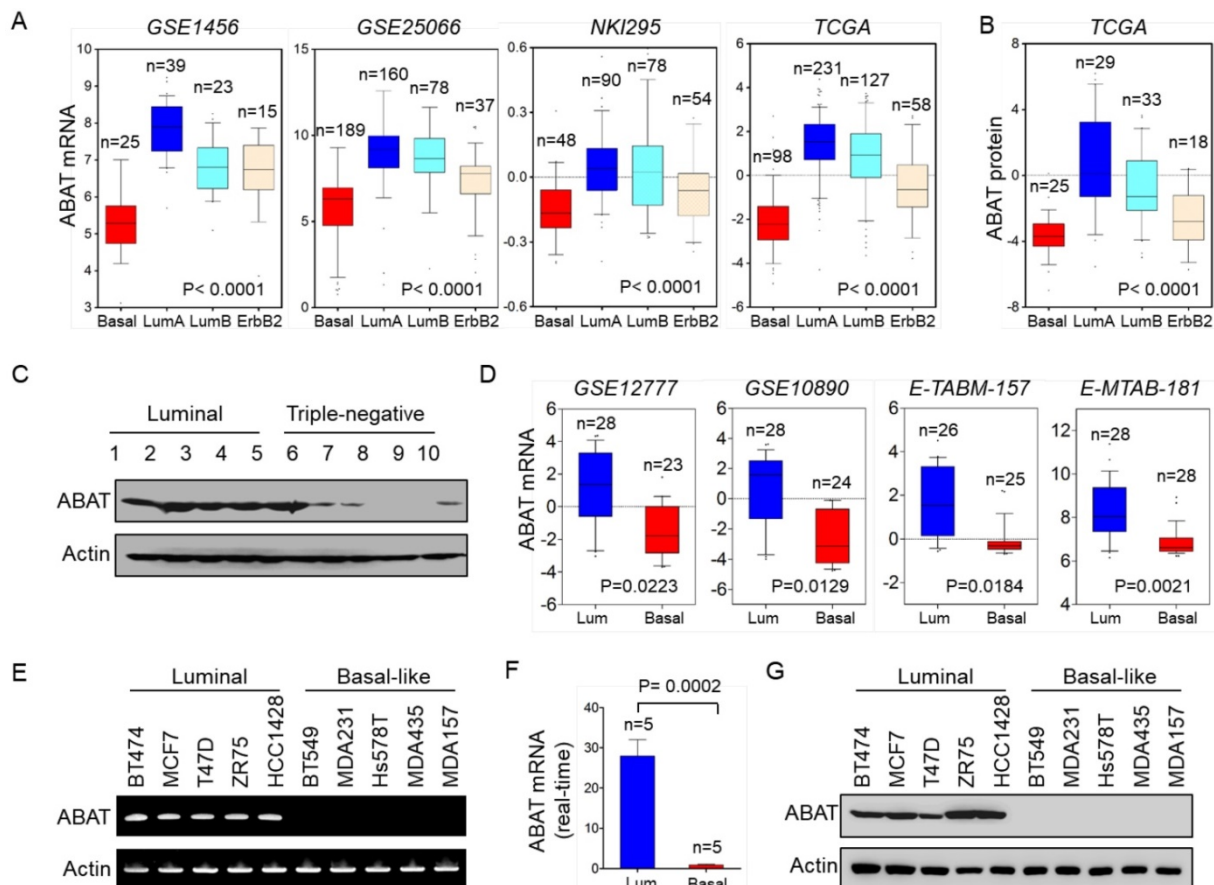 A
GSE1456
GSE25066
NKI295
TCGA
B
TCGA
ABAT mRNA
10
9
8
7
6
5
4
3
n=25
n=39
n=23
n=15
P< 0.0001
Basal LumA LumB ErbB2
15
10
5
0
n=189
n=160
n=78
n=37
P< 0.0001
Basal LumA LumB ErbB2
0.6
0.3
0.0
-0.3
-0.6
n=48
n=90
n=78
n=54
P< 0.0001
Basal LumA LumB ErbB2
6
4
2
0
-2
-4
-6
n=98
n=231
n=127
n=58
P< 0.0001
Basal LumA LumB ErbB2
ABAT protein
8
4
0
-4
-8
n=25
n=29
n=33
n=18
P< 0.0001
Basal LumA LumB ErbB2
C
Luminal Triple-negative
1 2 3 4 5 6 7 8 9 10
ABAT
Actin
D
GSE12777
GSE10890
E-TABM-157
E-MTAB-181
ABAT mRNA
6
4
2
0
-2
-4
-6
n=28
n=23
P=0.0223
Lum Basal
6
4
2
0
-2
-4
-6
n=28
n=24
P=0.0129
Lum Basal
6
4
2
0
-2
n=26
n=25
P=0.0184
Lum Basal
12
10
8
6
4
n=28
n=28
P=0.0021
Lum Basal
E
Luminal Basal-like
BT474 MCF7 T47D ZR75 HCC1428 BT549 MDA231 Hs578T MDA435 MDA157
ABAT
Actin
F
P= 0.0002
ABAT mRNA
(real-time)
40
30
20
10
0
n=5
n=5
Lum Basal
G
Luminal Basal-like
BT474 MCF7 T47D ZR75 HCC1428 BT549 MDA231 Hs578T MDA435 MDA157
ABAT
Actin